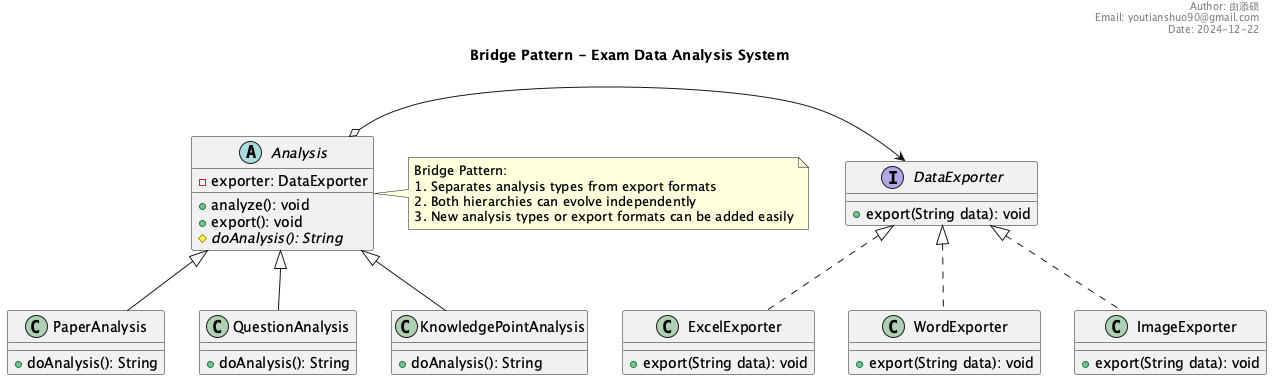 Author: 由添硕
Email: youtianshuo90@gmail.com
Date: 2024-12-22
Bridge Pattern - Exam Data Analysis System
A Analysis
exporter: DataExporter
analyze(): void
export(): void
doAnalysis(): String
Bridge Pattern:
1. Separates analysis types from export formats
2. Both hierarchies can evolve independently
3. New analysis types or export formats can be added easily
I DataExporter
export(String data): void
C PaperAnalysis
doAnalysis(): String
C QuestionAnalysis
doAnalysis(): String
C KnowledgePointAnalysis
doAnalysis(): String
C ExcelExporter
export(String data): void
C WordExporter
export(String data): void
C ImageExporter
export(String data): void